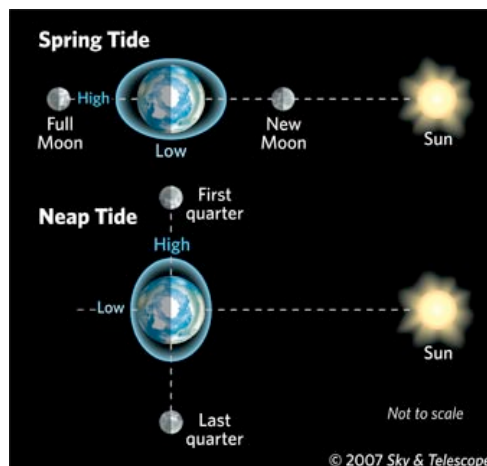 Spring Tide
High
Full
Moon
Low
New
Moon
Sun
First
quarter
Neap Tide
High
Low
Sun
Last
quarter
Not to scale
© 2007 Sky & Telescope